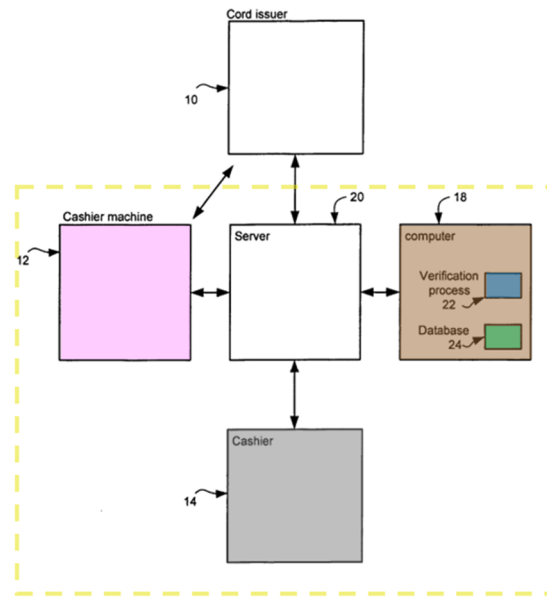 Cord issuer
10
Cashier machine
12
Server
20
computer
18
Verification
process
22
Database
24
Cashier
14